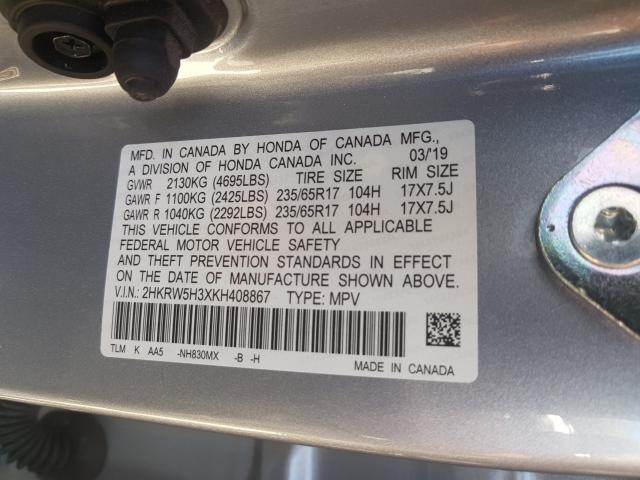 MFD. IN CANADA BY HONDA OF CANADA MFG.,
A DIVISION OF HONDA CANADA INC. 03/'19
GVWR 2130KG (4695LBS) TIRE SIZE RIM SIZE
GAWR F 1100KG (2425LBS) 235/65R17 104H 17X7.5J
GAWR R 1040KG (2292LBS) 235/65R17 104H 17X7.5J
THIS VEHICLE CONFORMS TO ALL APPLICABLE
FEDERAL MOTOR VEHICLE SAFETY
AND THEFT PREVENTION STANDARDS IN EFFECT
ON THE DATE OF MANUFACTURE SHOWN ABOVE.
V.I.N.: 2HKRW5H3XKH408867 TYPE: MPV
TLM K AA5 -NH830MX -B -H
MADE IN CANADA